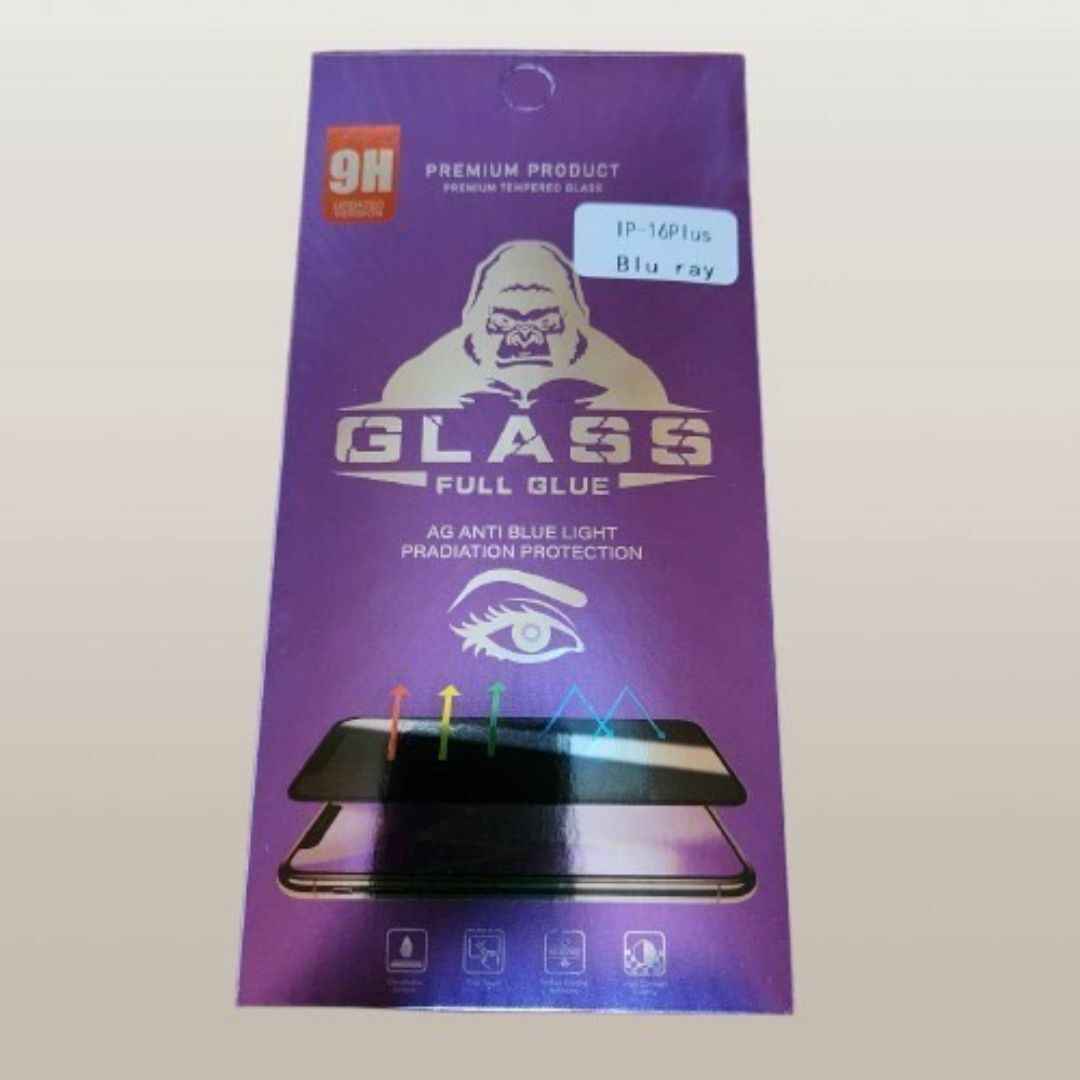 9H
UPDATED
VERSION
PREMIUM PRODUCT
PREMIUM TEMPERED GLASS
IP-16Plus
Blu ray
GLASS
FULL GLUE
AG ANTI BLUE LIGHT
PRADIATION PROTECTION